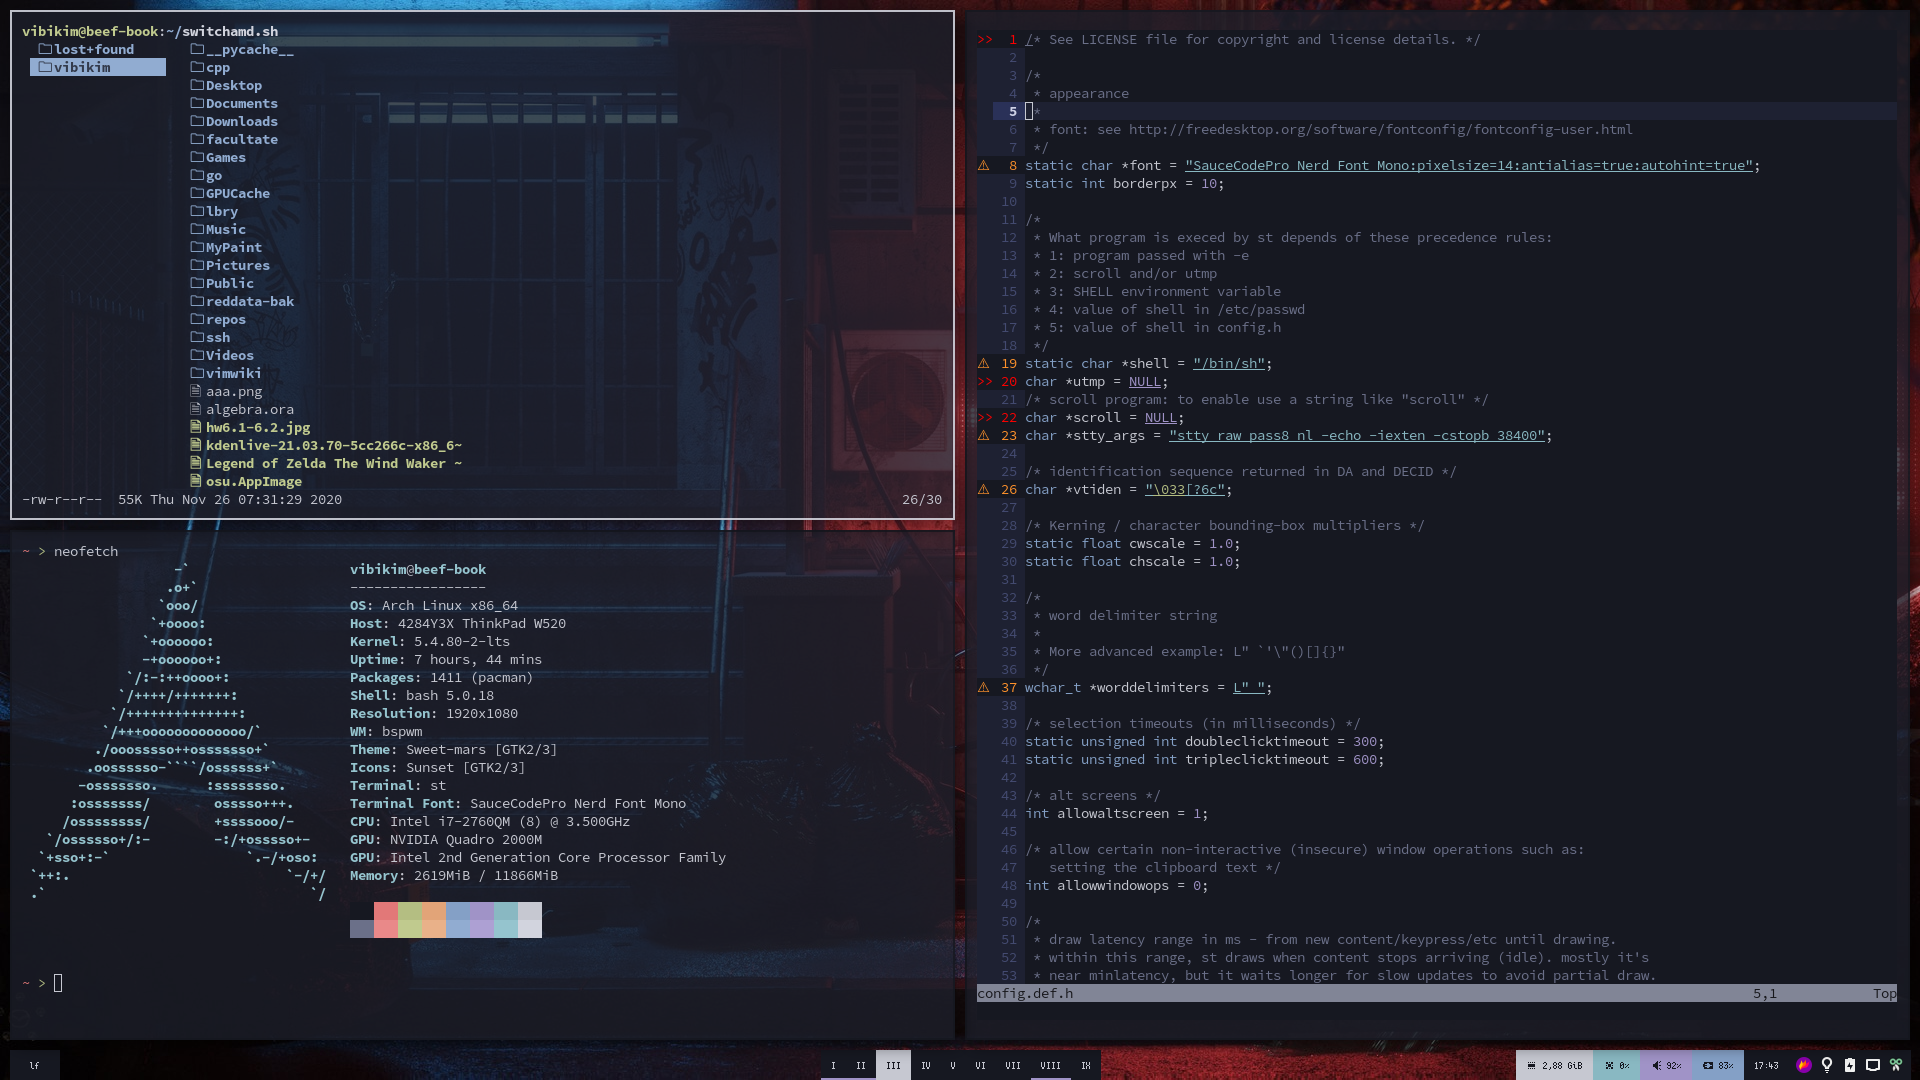 vibikim@beef-book:~/switchamd.sh
lost+found
vibikim
__pycache__
cpp
Desktop
Documents
Downloads
facultate
Games
go
GPUCache
lbry
Music
MyPaint
Pictures
Public
reddata-bak
repos
ssh
Videos
vimwiki
aaa.png
algebra.ora
hw6.1-6.2.jpg
kdenlive-21.03.70-5cc266c-x86_6~
Legend of Zelda The Wind Waker ~
osu.AppImage
-rw-r--r-- 55K Thu Nov 26 07:31:29 2020 26/30
~ > neofetch
-`
.o+`
`ooo/
`+oooo:
`+oooooo:
-+oooooo+:
`/:-:++oooo+:
`/++++/+++++++:
`/++++++++++++++:
`/+++ooooooooooooo/`
./ooosssso++osssssso+`
.oossssso-````/ossssss+`
-osssssso. :ssssssso.
:osssssss/ osssso+++.
/ossssssss/ +ssssooo/-
`/ossssso+/:- -:/+osssso+-
`+sso+:-` `.-/+oso:
`++:. `-/+/
.` `/
vibikim@beef-book
-----------------
OS: Arch Linux x86_64
Host: 4284Y3X ThinkPad W520
Kernel: 5.4.80-2-lts
Uptime: 7 hours, 44 mins
Packages: 1411 (pacman)
Shell: bash 5.0.18
Resolution: 1920x1080
WM: bspwm
Theme: Sweet-mars [GTK2/3]
Icons: Sunset [GTK2/3]
Terminal: st
Terminal Font: SauceCodePro Nerd Font Mono
CPU: Intel i7-2760QM (8) @ 3.500GHz
GPU: NVIDIA Quadro 2000M
GPU: Intel 2nd Generation Core Processor Family
Memory: 2619MiB / 11866MiB
~ >
>> 1 /* See LICENSE file for copyright and license details. */
2
3 /*
4 * appearance
5 *
6 * font: see http://freedesktop.org/software/fontconfig/fontconfig-user.html
7 */
⚠ 8 static char *font = "SauceCodePro Nerd Font Mono:pixelsize=14:antialias=true:autohint=true";
9 static int borderpx = 10;
10
11 /*
12 * What program is execed by st depends of these precedence rules:
13 * 1: program passed with -e
14 * 2: scroll and/or utmp
15 * 3: SHELL environment variable
16 * 4: value of shell in /etc/passwd
17 * 5: value of shell in config.h
18 */
⚠ 19 static char *shell = "/bin/sh";
>> 20 char *utmp = NULL;
21 /* scroll program: to enable use a string like "scroll" */
>> 22 char *scroll = NULL;
⚠ 23 char *stty_args = "stty raw pass8 nl -echo -iexten -cstopb 38400";
24
25 /* identification sequence returned in DA and DECID */
⚠ 26 char *vtiden = "\033[?6c";
27
28 /* Kerning / character bounding-box multipliers */
29 static float cwscale = 1.0;
30 static float chscale = 1.0;
31
32 /*
33 * word delimiter string
34 *
35 * More advanced example: L" `'\"()[]{}"
36 */
⚠ 37 wchar_t *worddelimiters = L" ";
38
39 /* selection timeouts (in milliseconds) */
40 static unsigned int doubleclicktimeout = 300;
41 static unsigned int tripleclicktimeout = 600;
42
43 /* alt screens */
44 int allowaltscreen = 1;
45
46 /* allow certain non-interactive (insecure) window operations such as:
47 setting the clipboard text */
48 int allowwindowops = 0;
49
50 /*
51 * draw latency range in ms - from new content/keypress/etc until drawing.
52 * within this range, st draws when content stops arriving (idle). mostly it's
53 * near minlatency, but it waits longer for slow updates to avoid partial draw.
config.def.h 5,1 Top
lf
I II III IV V VI VII VIII IX
2,88 GiB 0% 92% 83% 17:43